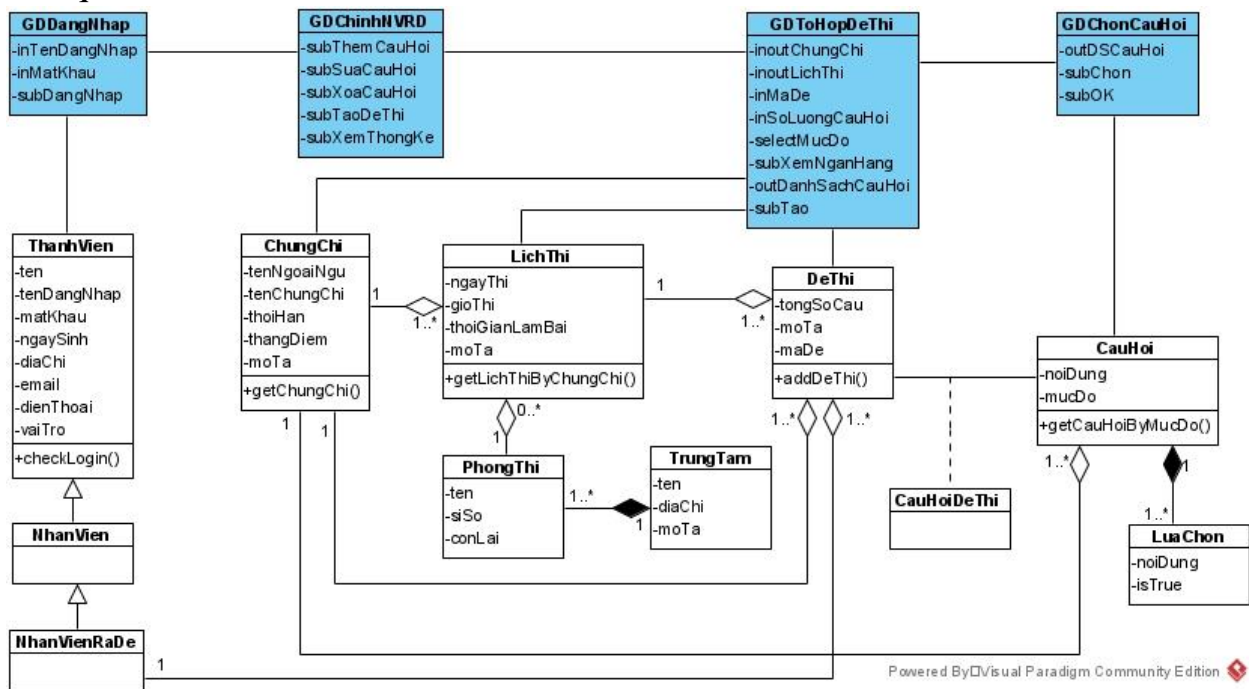 GDDangNhap
-inTenDangNhap
-inMatKhau
-subDangNhap
GDChinhNVRD
-subThemCauHoi
-subSuaCauHoi
-subXoaCauHoi
-subTaoDeThi
-subXemThongKe
GDToHopDeThi
-inoutChungChi
-inoutLichThi
-inMaDe
-inSoLuongCauHoi
-selectMucDo
-subXemNganHang
-outDanhSachCauHoi
-subTao
GDChonCauHoi
-outDSCauHoi
-subChon
-subOK
ThanhVien
-ten
-tenDangNhap
-matKhau
-ngaySinh
-diaChi
-email
-dienThoai
-vaiTro
+checkLogin()
ChungChi
-tenNgoaiNgu
-tenChungChi
-thoiHan
-thangDiem
-moTa
+getChungChi()
1
1..*
1
1
LichThi
-ngayThi
-gioThi
-thoiGianLamBai
-moTa
+getLichThiByChungChi()
1
1..*
0..*
1
DeThi
-tongSoCau
-moTa
-maDe
+addDeThi()
1..*
1..*
CauHoi
-noiDung
-mucDo
+getCauHoiByMucDo()
1..*
1
1..*
PhongThi
-ten
-siSo
-conLai
1..*
1
TrungTam
-ten
-diaChi
-moTa
CauHoiDeThi
LuaChon
-noiDung
-isTrue
NhanVien
NhanVienRaDe
1
Powered By Visual Paradigm Community Edition